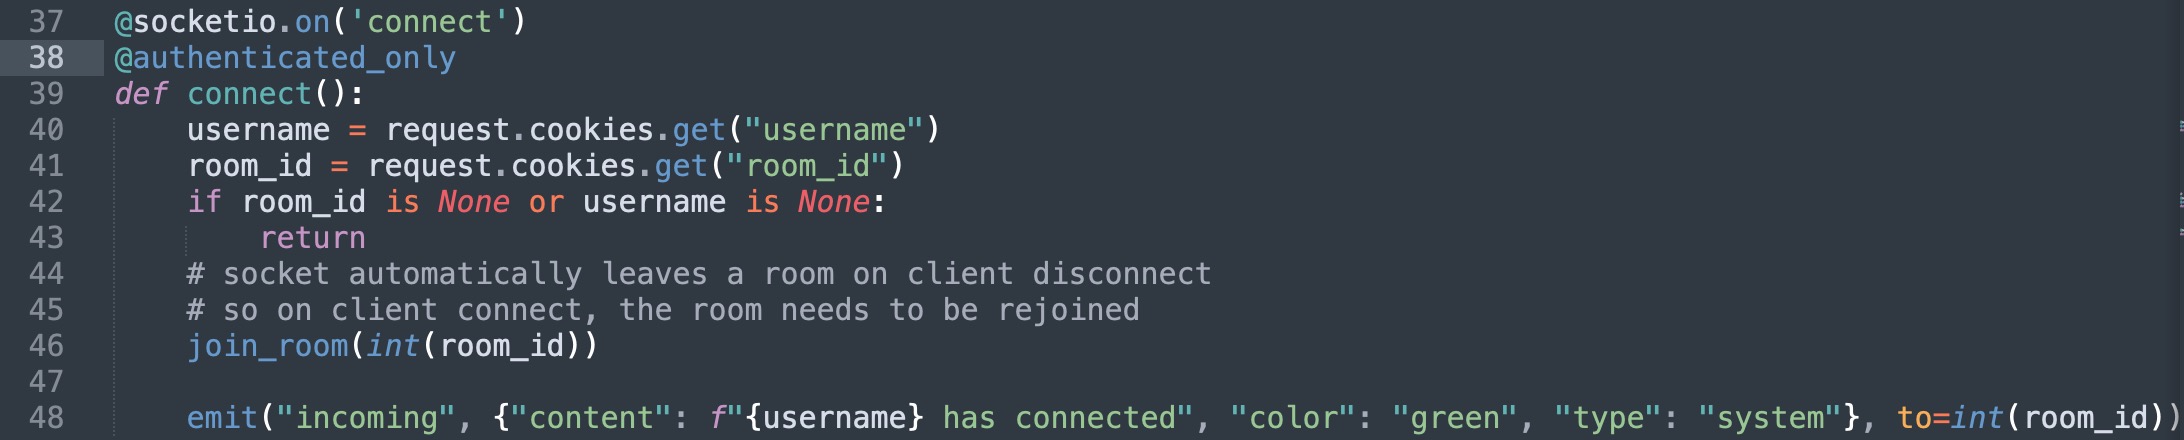 37 @socketio.on('connect')
38 @authenticated_only
39 def connect():
40     username = request.cookies.get("username")
41     room_id = request.cookies.get("room_id")
42     if room_id is None or username is None:
43         return
44     # socket automatically leaves a room on client disconnect
45     # so on client connect, the room needs to be rejoined
46     join_room(int(room_id))
47
48     emit("incoming", {"content": f"{username} has connected", "color": "green", "type": "system"}, to=int(room_id))